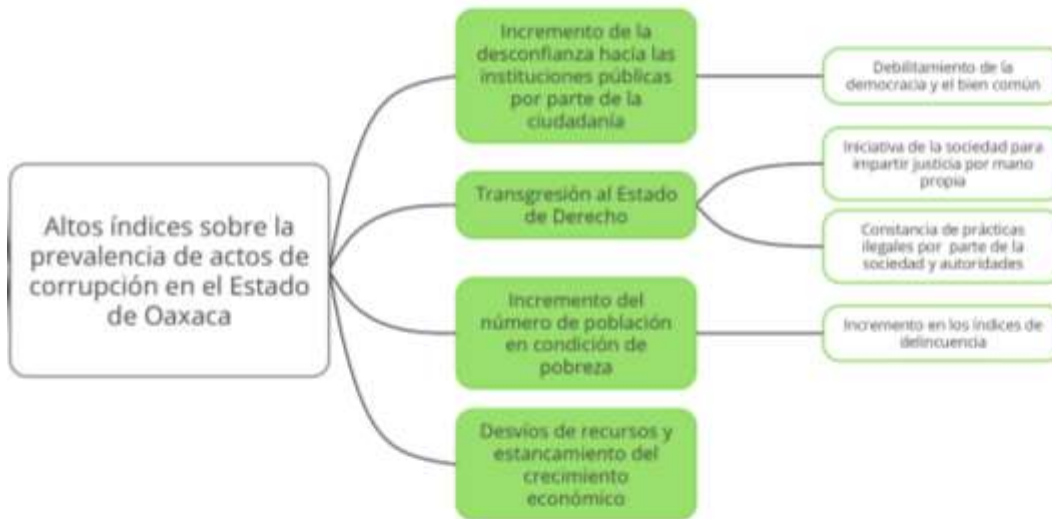 Altos índices sobre la
prevalencia de actos de
corrupción en el Estado
de Oaxaca
Incremento de la
desconfianza hacia las
instituciones públicas
por parte de la
ciudadanía
Debilitamiento de la
democracia y el bien común
Transgresión al Estado
de Derecho
Iniciativa de la sociedad para
impartir justicia por mano
propia
Constancia de prácticas
ilegales por parte de la
sociedad y autoridades
Incremento del
número de población
en condición de
pobreza
Incremento en los índices de
delincuencia
Desvíos de recursos y
estancamiento del
crecimiento
económico